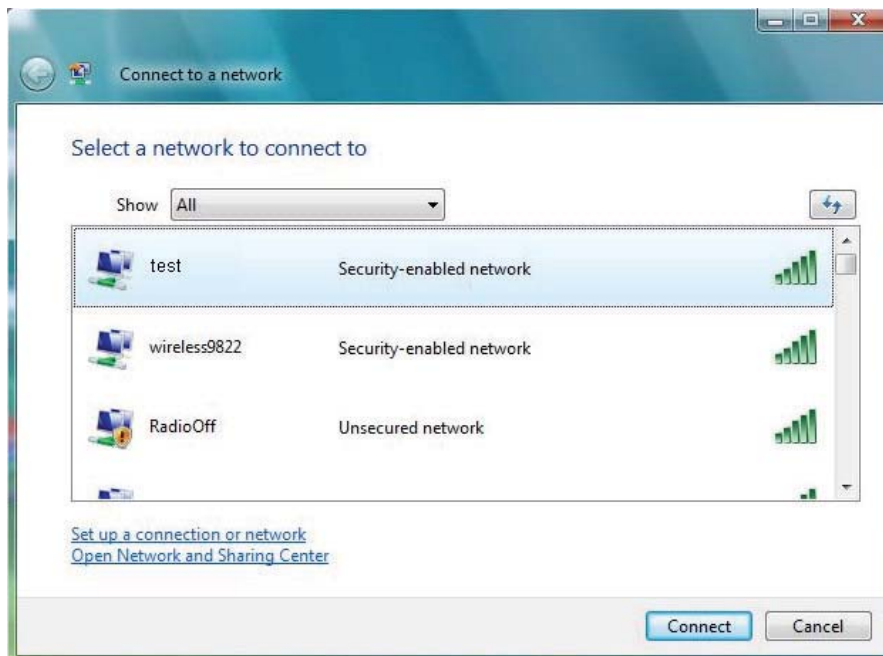 Connect to a network
Select a network to connect to
Show All
test Security-enabled network
wireless9822 Security-enabled network
RadioOff Unsecured network
Set up a connection or network
Open Network and Sharing Center
Connect Cancel